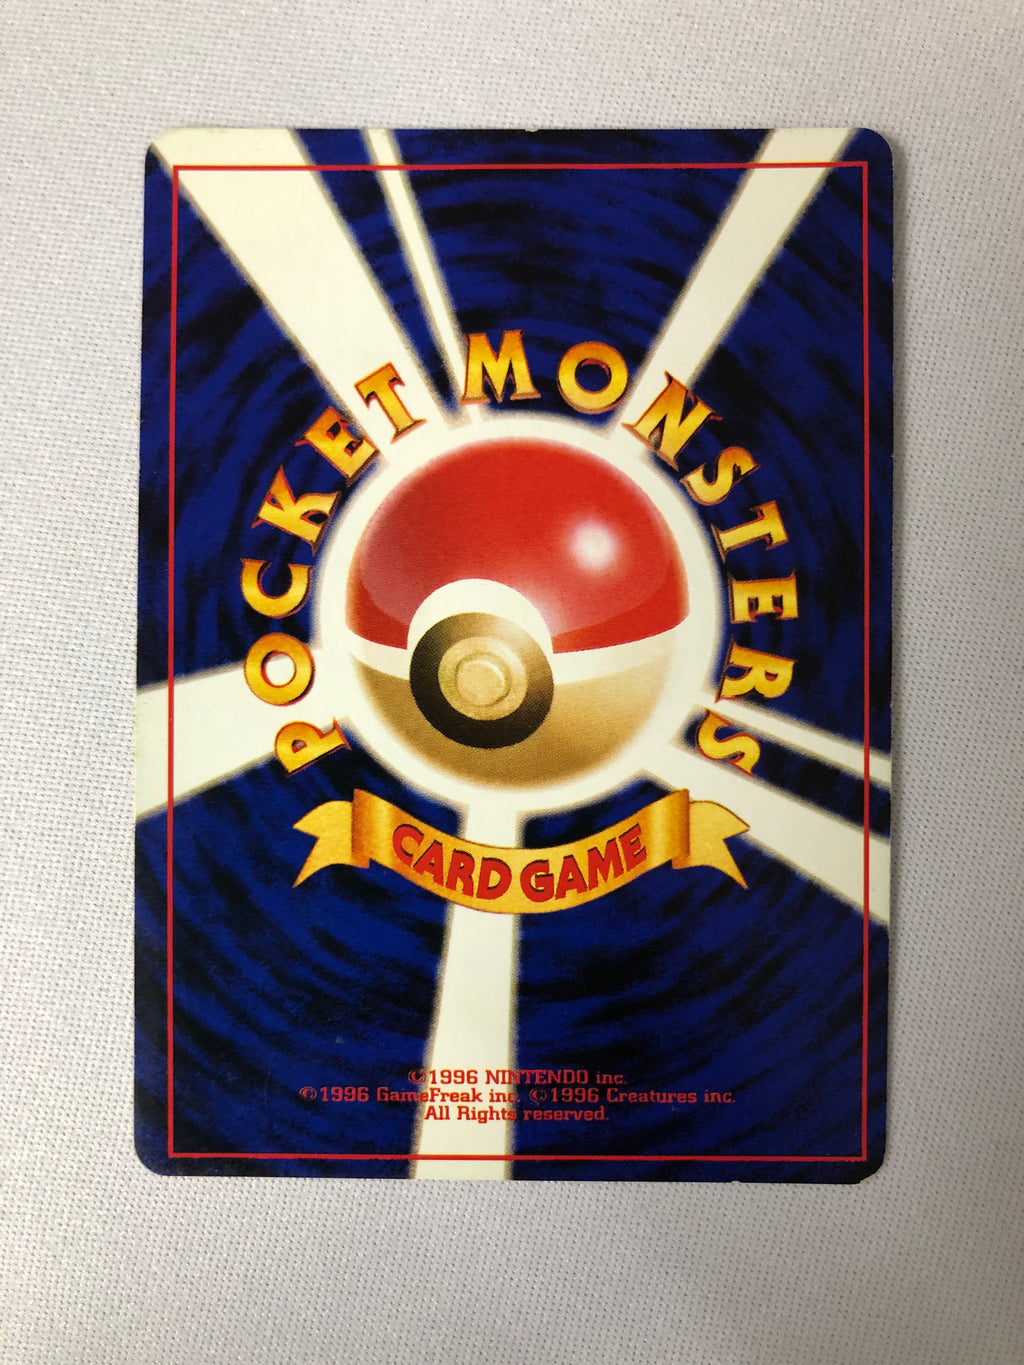 POCKET MONSTERS
CARD GAME
©1996 NINTENDO inc.
©1996 GameFreak inc. ©1996 Creatures inc.
All Rights reserved.